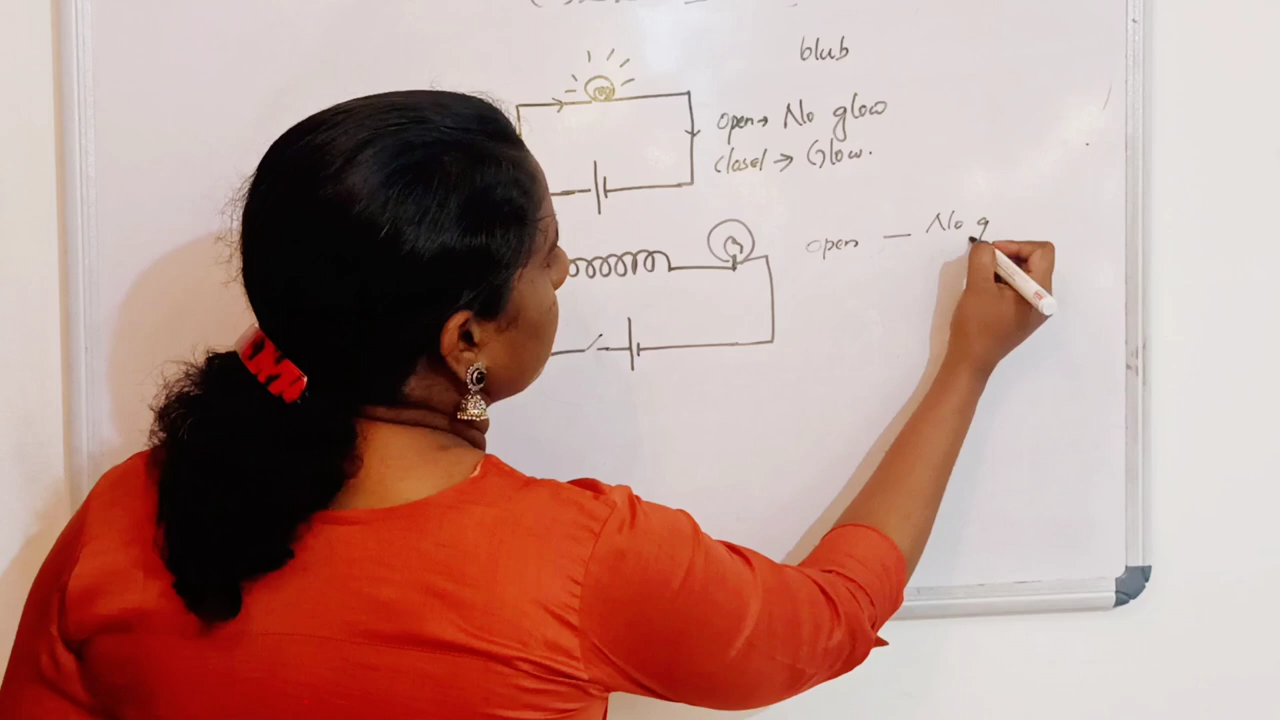 blub
open → No glow
closel → Glow.
open — No g